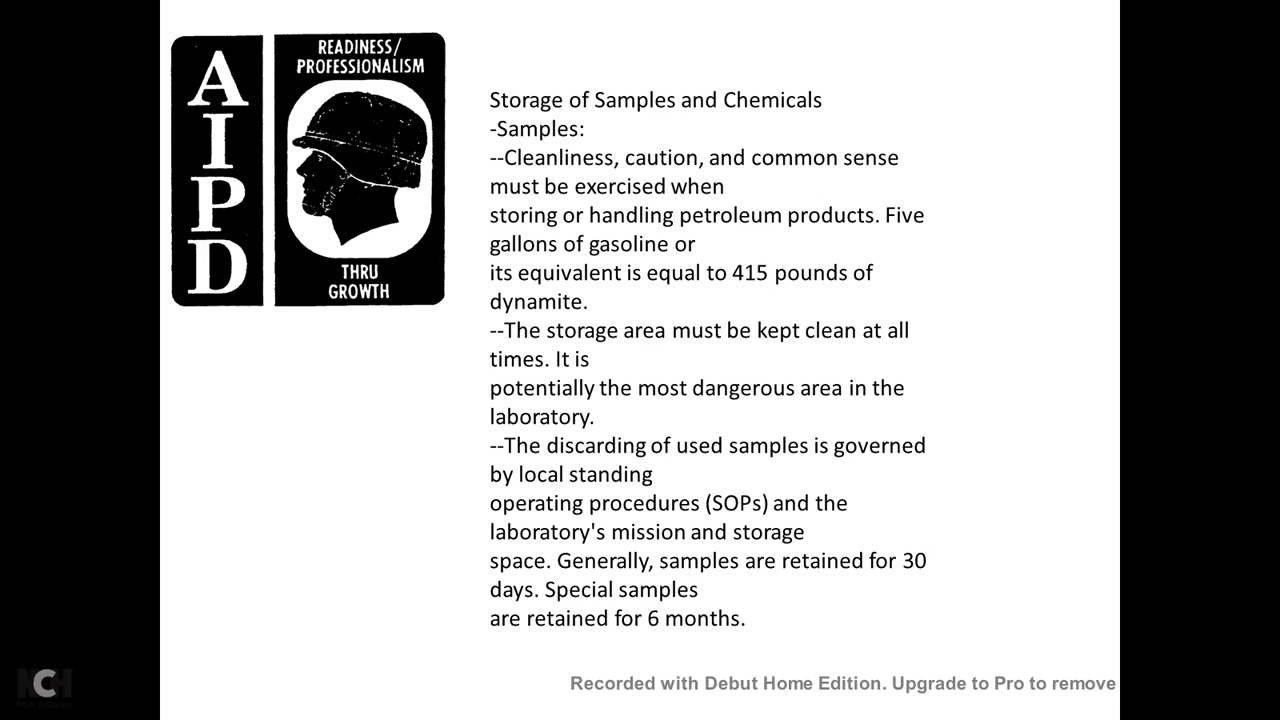 A
I
P
D
READINESS/
PROFESSIONALISM
THRU
GROWTH
Storage of Samples and Chemicals
-Samples:
--Cleanliness, caution, and common sense
must be exercised when
storing or handling petroleum products. Five
gallons of gasoline or
its equivalent is equal to 415 pounds of
dynamite.
--The storage area must be kept clean at all
times. It is
potentially the most dangerous area in the
laboratory.
--The discarding of used samples is governed
by local standing
operating procedures (SOPs) and the
laboratory's mission and storage
space. Generally, samples are retained for 30
days. Special samples
are retained for 6 months.
NCH
NCH Software
Recorded with Debut Home Edition. Upgrade to Pro to remove